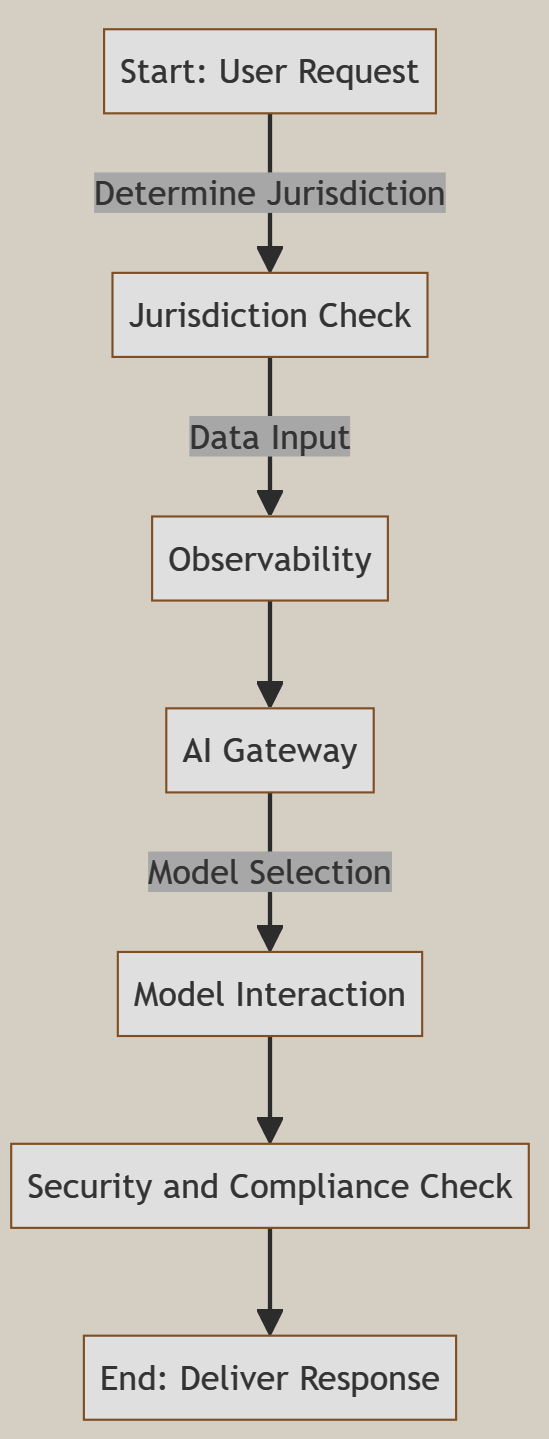 Start: User Request
Determine Jurisdiction
Jurisdiction Check
Data Input
Observability
AI Gateway
Model Selection
Model Interaction
Security and Compliance Check
End: Deliver Response